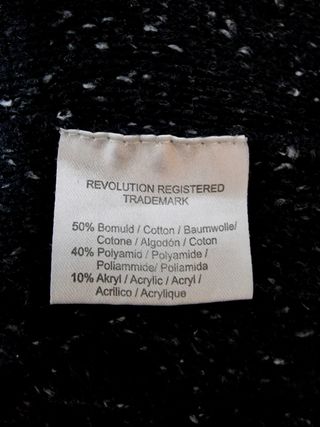 REVOLUTION REGISTERED
TRADEMARK
50% Bomuld / Cotton / Baumwolle/
Cotone / Algodón / Coton
40% Polyamid / Polyamide /
Poliammide/ Poliamida
10% Akryl / Acrylic / Acryl /
Acrilico / Acrylique